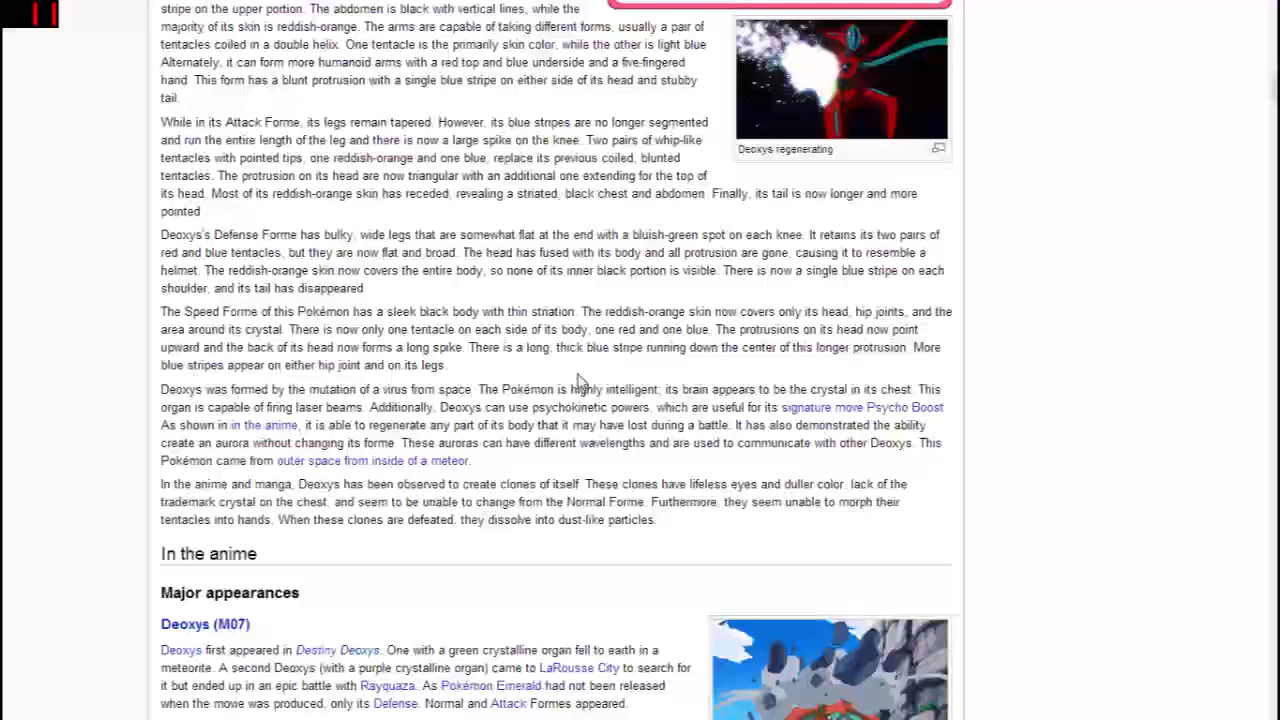 stripe on the upper portion. The abdomen is black with vertical lines, while the
majority of its skin is reddish-orange. The arms are capable of taking different forms, usually a pair of
tentacles coiled in a double helix. One tentacle is the primarily skin color, while the other is light blue
Alternately, it can form more humanoid arms with a red top and blue underside and a five-fingered
hand. This form has a blunt protrusion with a single blue stripe on either side of its head and stubby
tail.
While in its Attack Forme, its legs remain tapered. However, its blue stripes are no longer segmented
and run the entire length of the leg and there is now a large spike on the knee. Two pairs of whip-like
tentacles with pointed tips, one reddish-orange and one blue, replace its previous coiled, blunted
tentacles. The protrusion on its head are now triangular with an additional one extending for the top of
its head. Most of its reddish-orange skin has receded, revealing a striated, black chest and abdomen. Finally, its tail is now longer and more
pointed
Deoxys regenerating
Deoxys's Defense Forme has bulky, wide legs that are somewhat flat at the end with a bluish-green spot on each knee. It retains its two pairs of
red and blue tentacles, but they are now flat and broad. The head has fused with its body and all protrusion are gone, causing it to resemble a
helmet. The reddish-orange skin now covers the entire body, so none of its inner black portion is visible. There is now a single blue stripe on each
shoulder, and its tail has disappeared
The Speed Forme of this Pokémon has a sleek black body with thin striation. The reddish-orange skin now covers only its head, hip joints, and the
area around its crystal. There is now only one tentacle on each side of its body, one red and one blue. The protrusions on its head now point
upward and the back of its head now forms a long spike. There is a long, thick blue stripe running down the center of this longer protrusion. More
blue stripes appear on either hip joint and on its legs.
Deoxys was formed by the mutation of a virus from space. The Pokémon is highly intelligent; its brain appears to be the crystal in its chest. This
organ is capable of firing laser beams. Additionally, Deoxys can use psychokinetic powers, which are useful for its signature move Psycho Boost
As shown in in the anime, it is able to regenerate any part of its body that it may have lost during a battle. It has also demonstrated the ability
create an aurora without changing its forme. These auroras can have different wavelengths and are used to communicate with other Deoxys. This
Pokémon came from outer space from inside of a meteor.
In the anime and manga, Deoxys has been observed to create clones of itself. These clones have lifeless eyes and duller color, lack of the
trademark crystal on the chest, and seem to be unable to change from the Normal Forme. Furthermore, they seem unable to morph their
tentacles into hands. When these clones are defeated, they dissolve into dust-like particles.
In the anime
Major appearances
Deoxys (M07)
Deoxys first appeared in Destiny Deoxys. One with a green crystalline organ fell to earth in a
meteorite. A second Deoxys (with a purple crystalline organ) came to LaRousse City to search for
it but ended up in an epic battle with Rayquaza. As Pokémon Emerald had not been released
when the movie was produced, only its Defense, Normal and Attack Formes appeared.